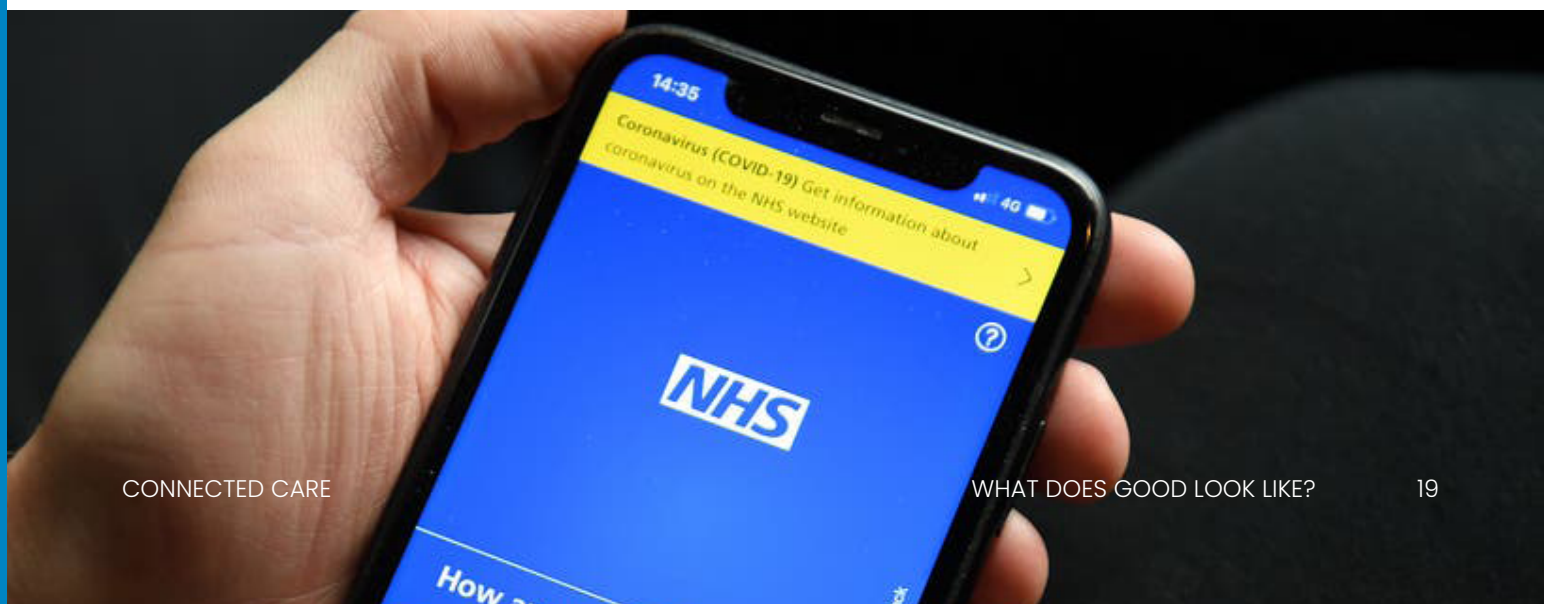 14:35
4G
Coronavirus (COVID-19) Get information about
coronavirus on the NHS website
?
NHS
CONNECTED CARE
WHAT DOES GOOD LOOK LIKE?
19
How